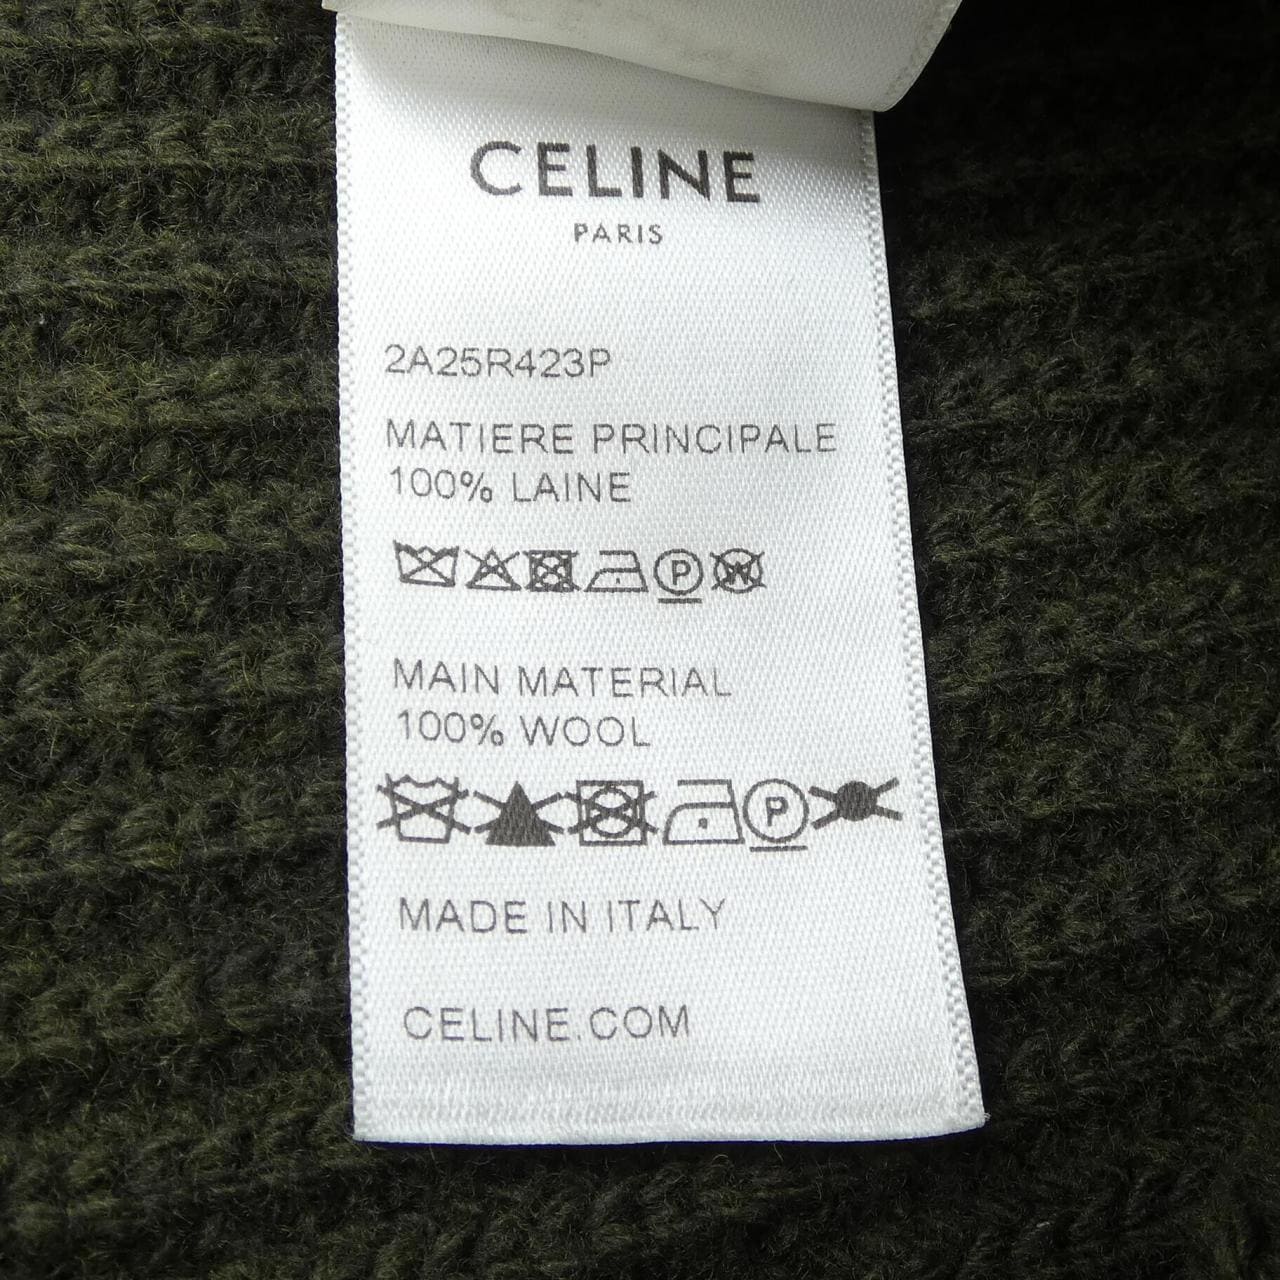 CELINE
PARIS
2A25R423P
MATIERE PRINCIPALE
100% LAINE
P W
MAIN MATERIAL
100% WOOL
P
MADE IN ITALY
CELINE.COM